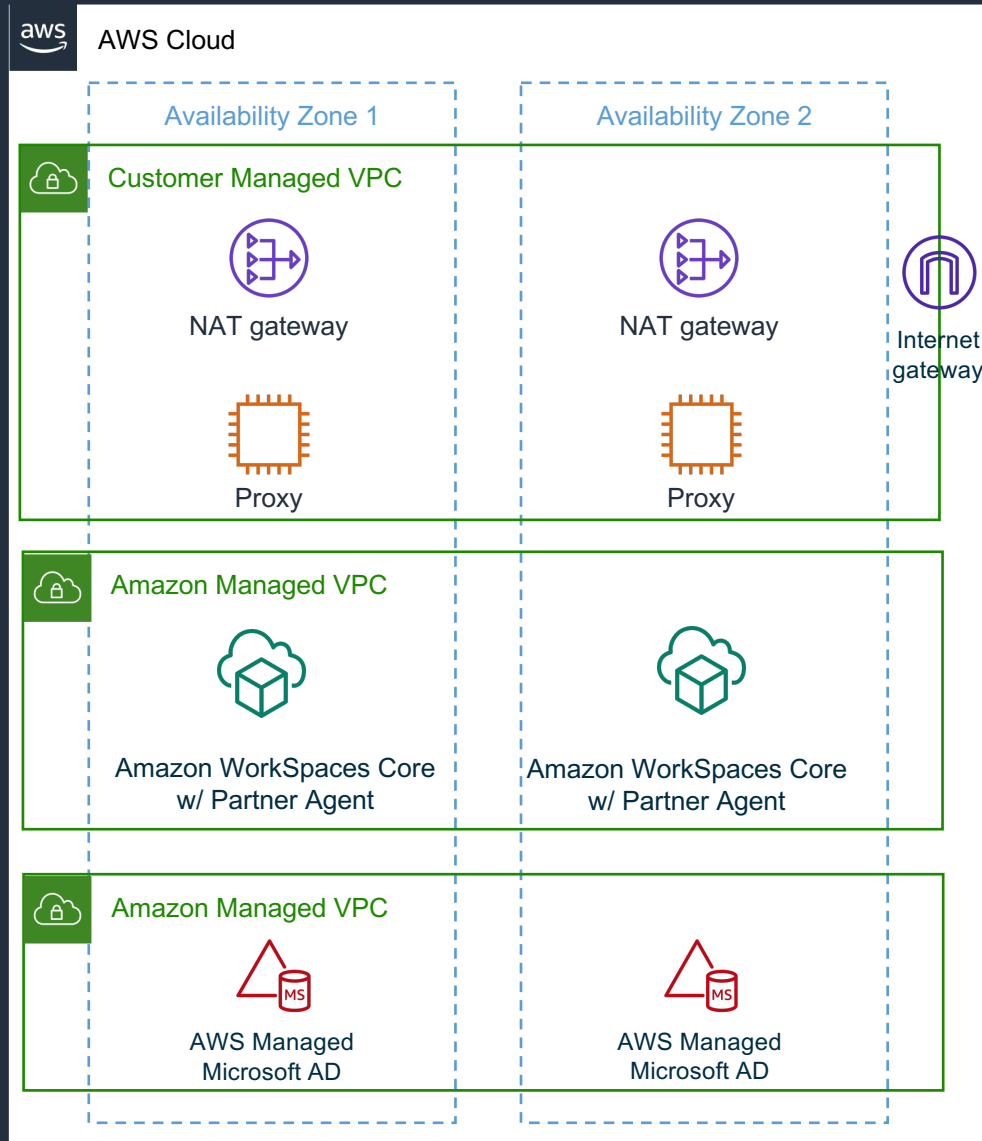 aws
AWS Cloud
Availability Zone 1
Availability Zone 2
Customer Managed VPC
NAT gateway
NAT gateway
Internet
gateway
Proxy
Proxy
Amazon Managed VPC
Amazon WorkSpaces Core
w/ Partner Agent
Amazon WorkSpaces Core
w/ Partner Agent
Amazon Managed VPC
MS
MS
AWS Managed
Microsoft AD
AWS Managed
Microsoft AD